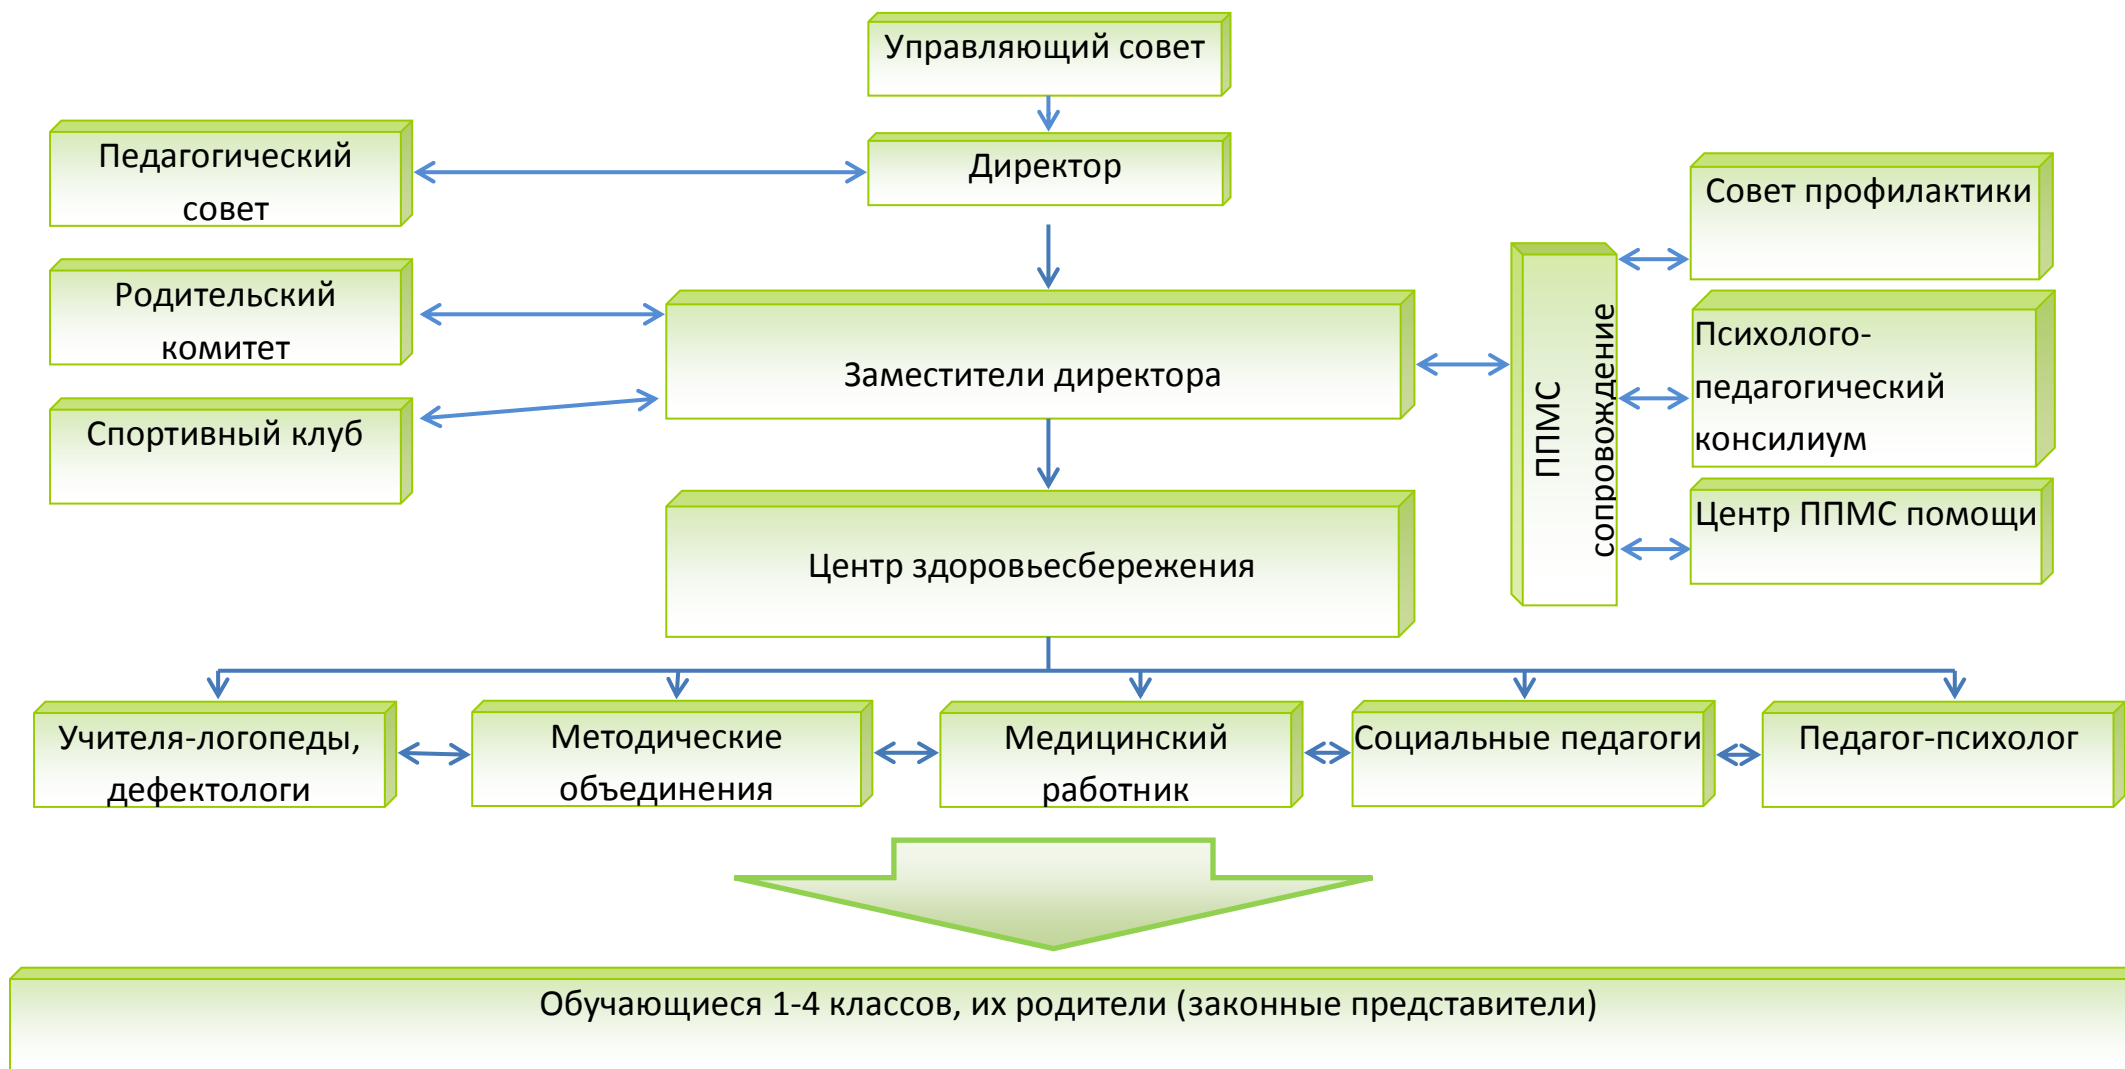 Управляющий совет
Педагогический
совет
Директор
Совет профилактики
Родительский
комитет
Заместители директора
Спортивный клуб
ППМС
сопровождение
Психолого-
педагогический
консилиум
Центр ППМС помощи
Центр здоровьесбережения
Учителя-логопеды,
дефектологи
Методические
объединения
Медицинский
работник
Социальные педагоги
Педагог-психолог
Обучающиеся 1-4 классов, их родители (законные представители)